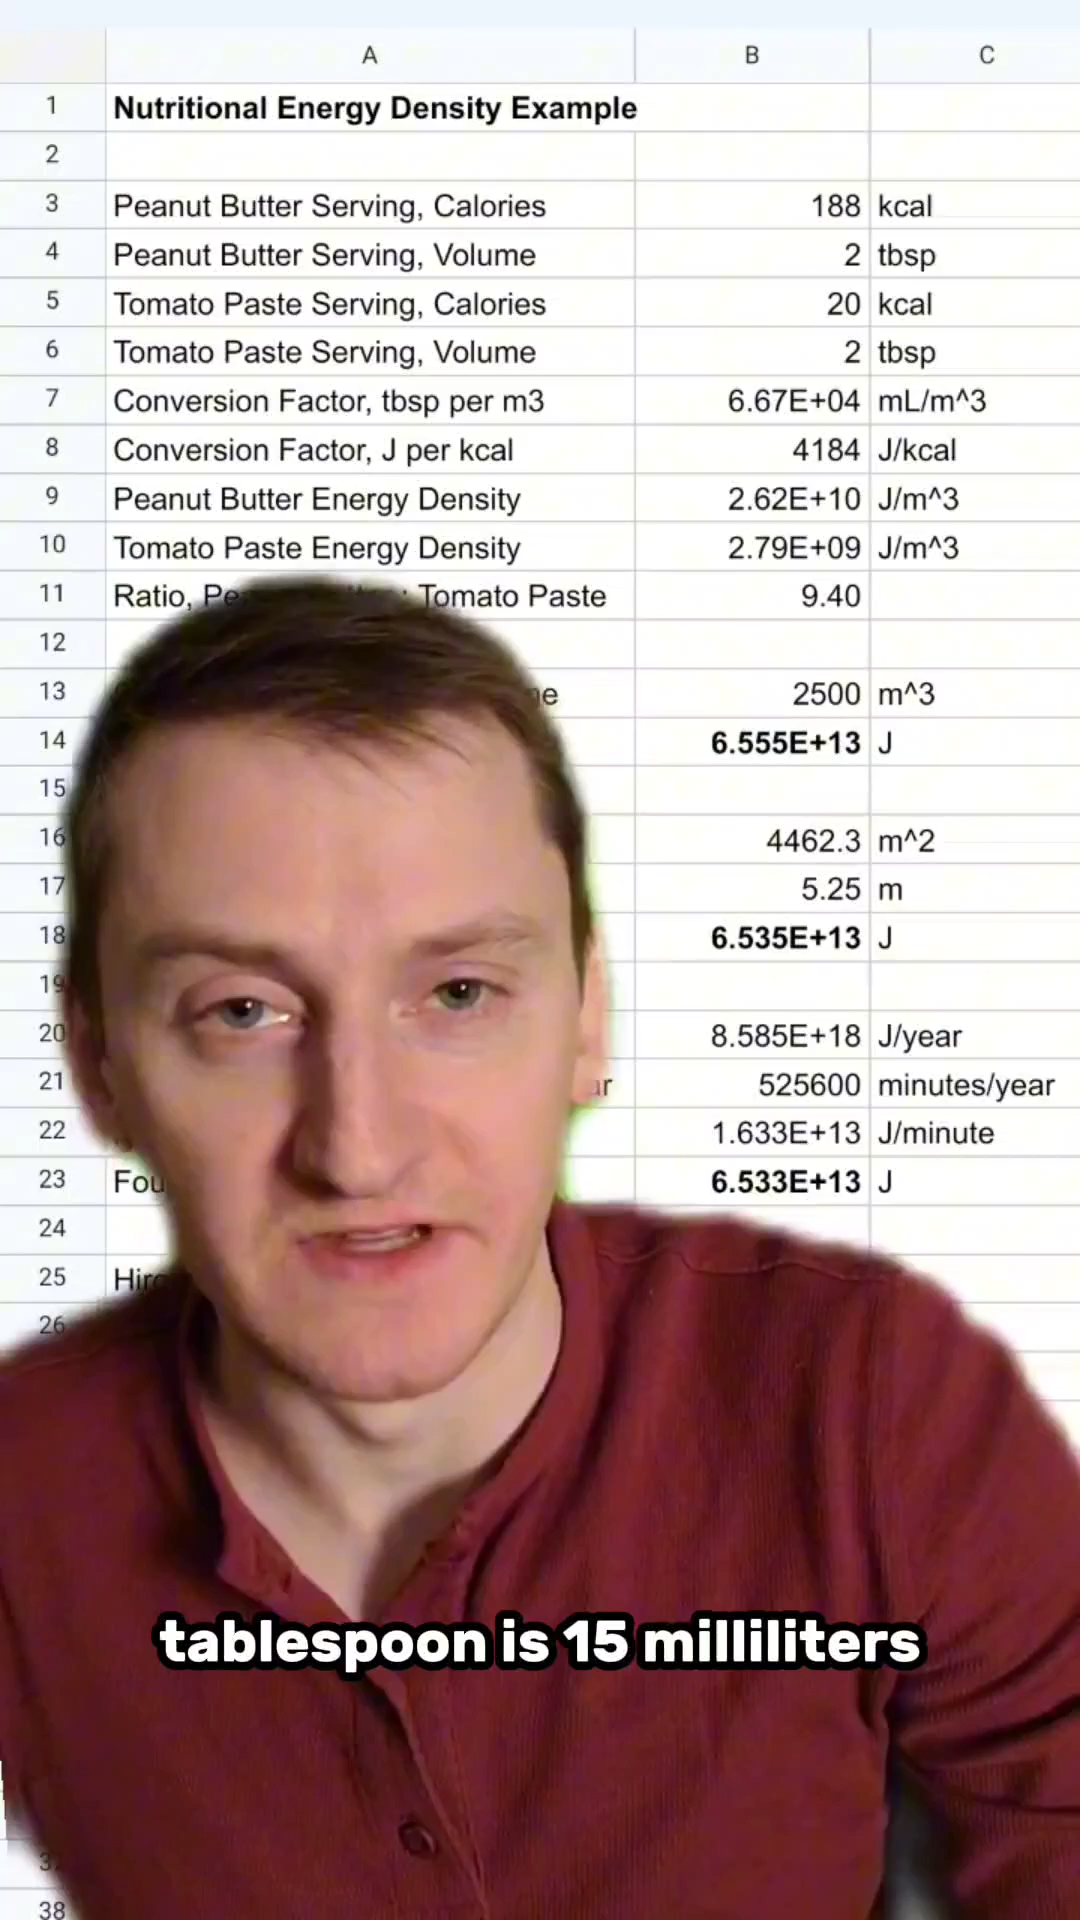 A B C
1 Nutritional Energy Density Example
2
3 Peanut Butter Serving, Calories 188 kcal
4 Peanut Butter Serving, Volume 2 tbsp
5 Tomato Paste Serving, Calories 20 kcal
6 Tomato Paste Serving, Volume 2 tbsp
7 Conversion Factor, tbsp per m3 6.67E+04 mL/m^3
8 Conversion Factor, J per kcal 4184 J/kcal
9 Peanut Butter Energy Density 2.62E+10 J/m^3
10 Tomato Paste Energy Density 2.79E+09 J/m^3
11 Ratio, Tomato Paste 9.40
12
13 2500 m^3
14 6.555E+13 J
15
16 4462.3 m^2
17 5.25 m
18 6.535E+13 J
19
20 8.585E+18 J/year
21 525600 minutes/year
22 1.633E+13 J/minute
23 6.533E+13 J
24
25
26
tablespoon is 15 milliliters
38